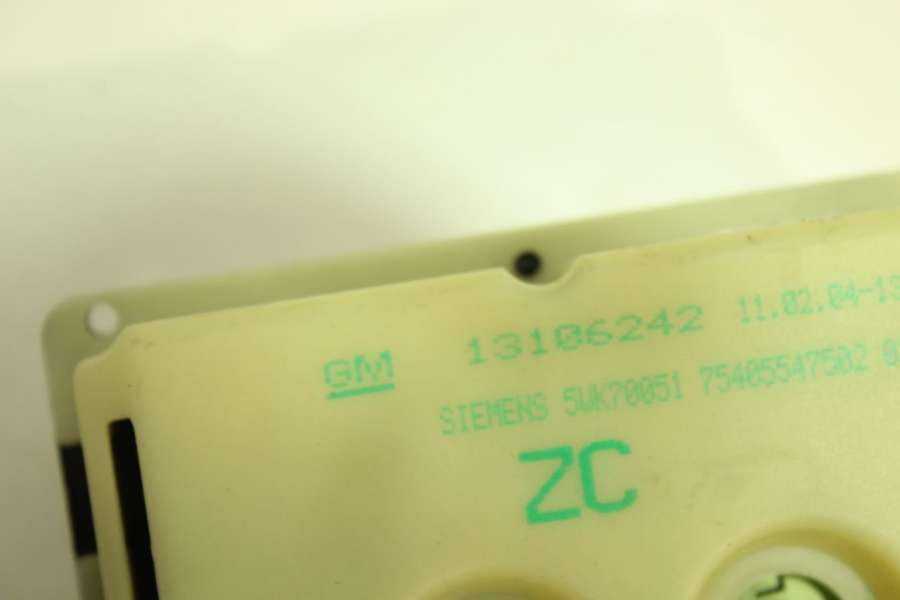 GM 13106242 11.02.04-13
SIEMENS 5WK70051 75405547502
ZC